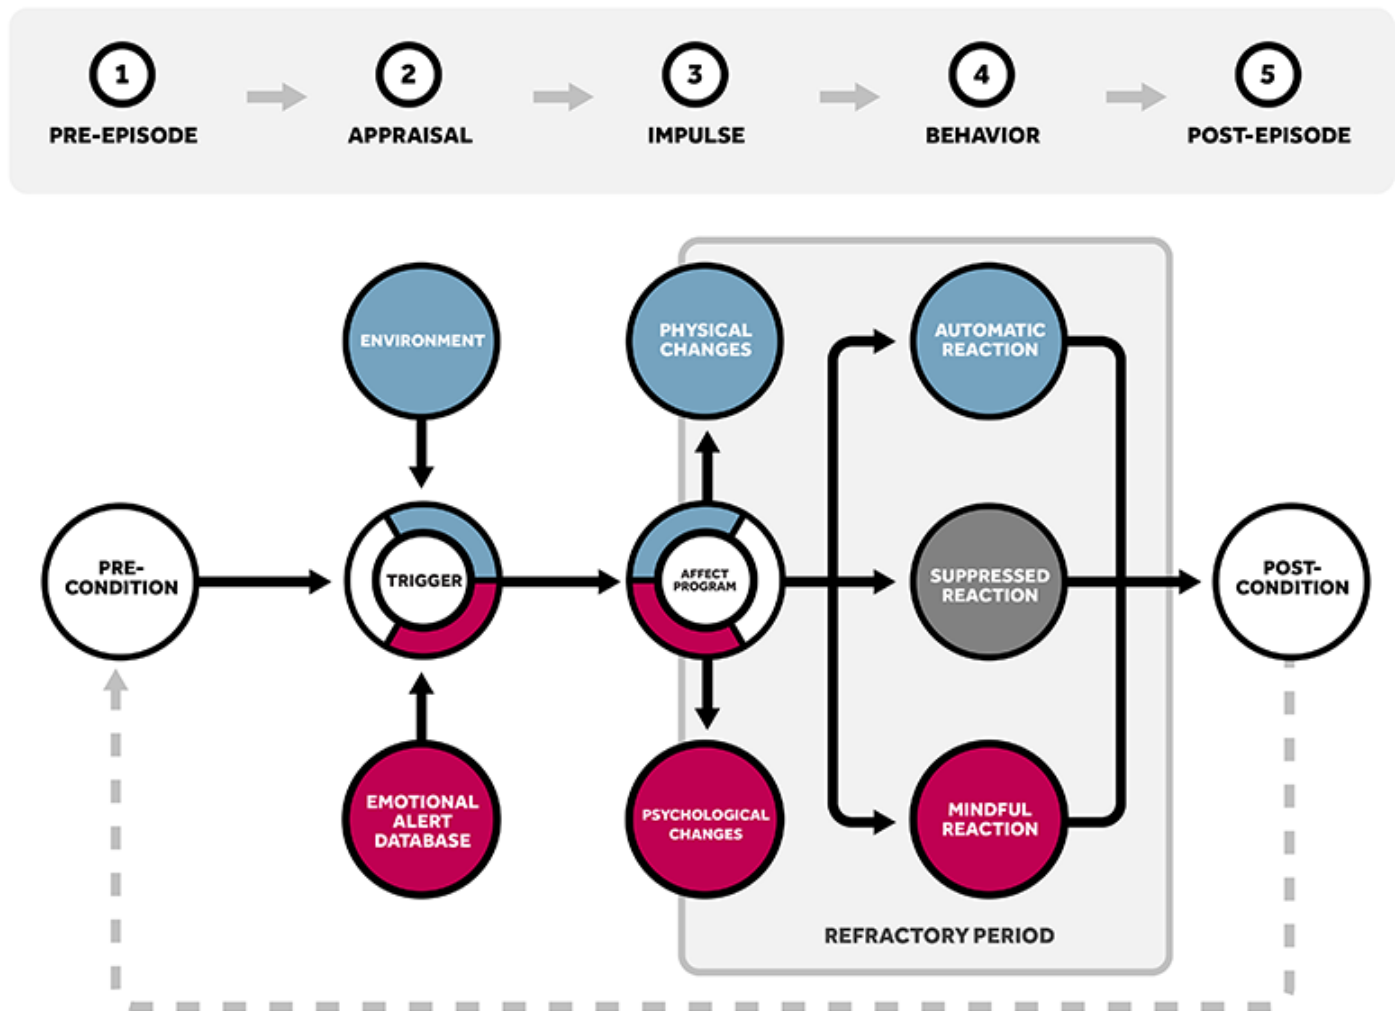 1
2
3
4
5
PRE-EPISODE
APPRAISAL
IMPULSE
BEHAVIOR
POST-EPISODE
ENVIRONMENT
PHYSICAL
CHANGES
AUTOMATIC
REACTION
PRE-
CONDITION
TRIGGER
AFFECT
PROGRAM
SUPPRESSED
REACTION
POST-
CONDITION
EMOTIONAL
ALERT
DATABASE
PSYCHOLOGICAL
CHANGES
MINDFUL
REACTION
REFRACTORY PERIOD